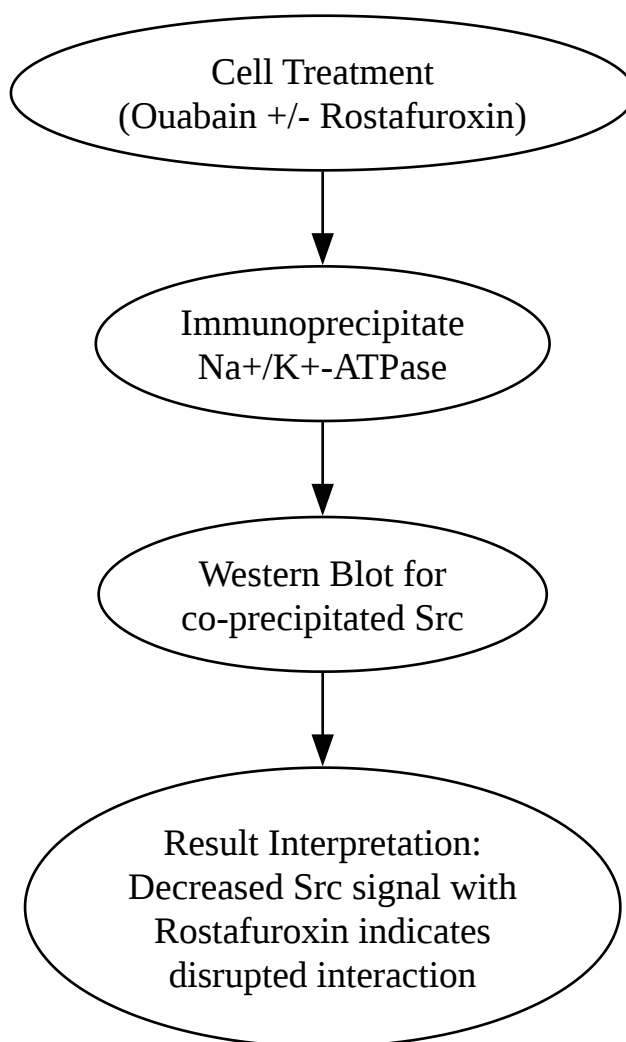 Cell Treatment
(Ouabain +/- Rostafuroxin)
Immunoprecipitate
Na+/K+-ATPase
Western Blot for
co-precipitated Src
Result Interpretation:
Decreased Src signal with
Rostafuroxin indicates
disrupted interaction